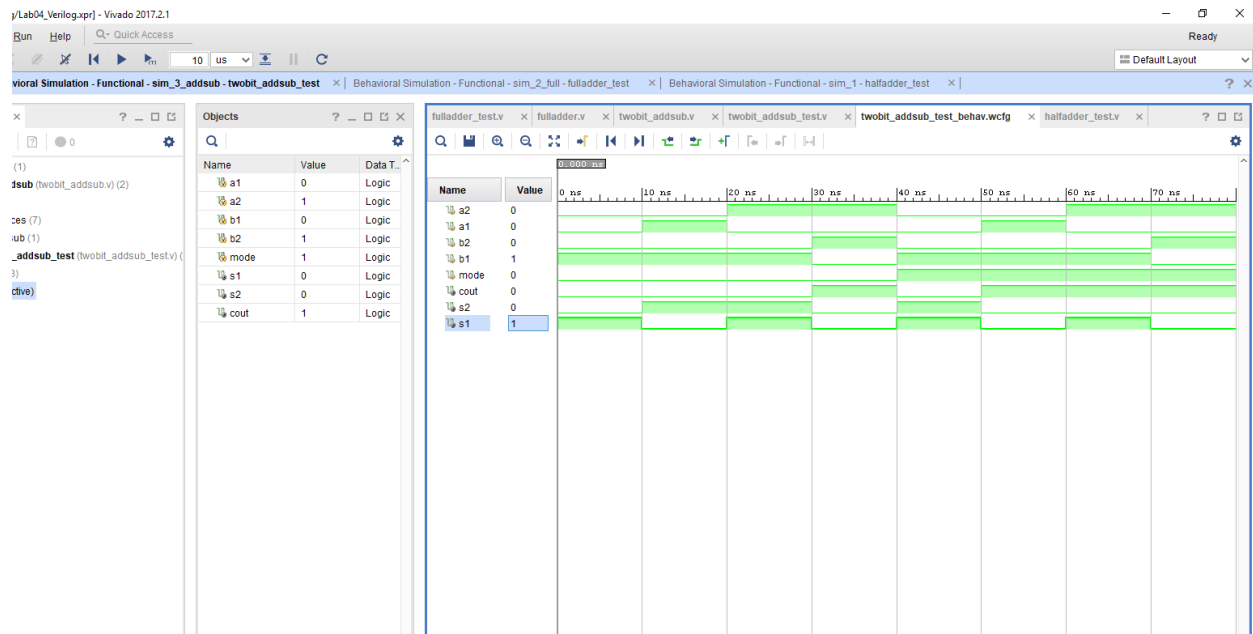 g/Lab04_Verilog.xpr] - Vivado 2017.2.1
Run Help Q- Quick Access Ready
10 us Default Layout
vioral Simulation - Functional - sim_3_addsub - twobit_addsub_test × Behavioral Simulation - Functional - sim_2_full - fulladder_test × Behavioral Simulation - Functional - sim_1 - halfadder_test × ? ×
× ? _
0
(1)
dsub (twobit_addsub.v) (2)
ces (7)
ub (1)
_addsub_test (twobit_addsub_test.v) (
3)
ctive)
Objects ? _ ×
Name Value Data T..
a1 0 Logic
a2 1 Logic
b1 0 Logic
b2 1 Logic
mode 1 Logic
s1 0 Logic
s2 0 Logic
cout 1 Logic
fulladder_test.v × fulladder.v × twobit_addsub.v × twobit_addsub_test.v × twobit_addsub_test_behav.wcfg × halfadder_test.v × ?
0.000 ns
Name Value 0 ns 10 ns 20 ns 30 ns 40 ns 50 ns 60 ns 70 ns
a2 0
a1 0
b2 0
b1 1
mode 0
cout 0
s2 0
s1 1